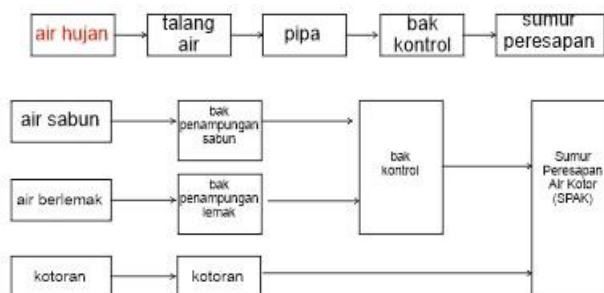 air hujan
talang
air
pipa
bak
kontrol
sumur
peresapan
air sabun
bak
penampungan
sabun
bak
kontrol
Sumur
Peresapan
Air Kotor
(SPAK)
air berlemak
bak
penampungan
lemak
kotoran
kotoran